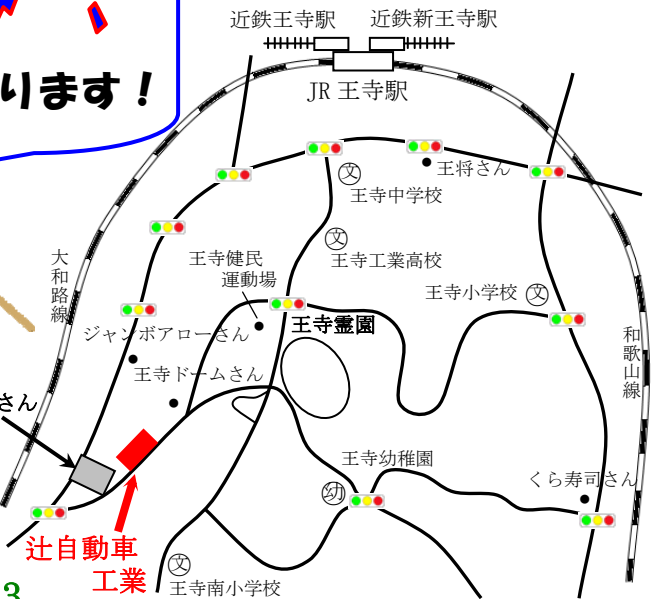 ります！
近鉄王寺駅
近鉄新王寺駅
JR 王寺駅
王将さん
文
王寺中学校
文
王寺工業高校
王寺健民
運動場
王寺小学校
文
大和路線
ジャンボアローさん
王寺霊園
和歌山線
王寺ドームさん
さん
王寺幼稚園
幼
くら寿司さん
辻自動車
工業
文
王寺南小学校
3